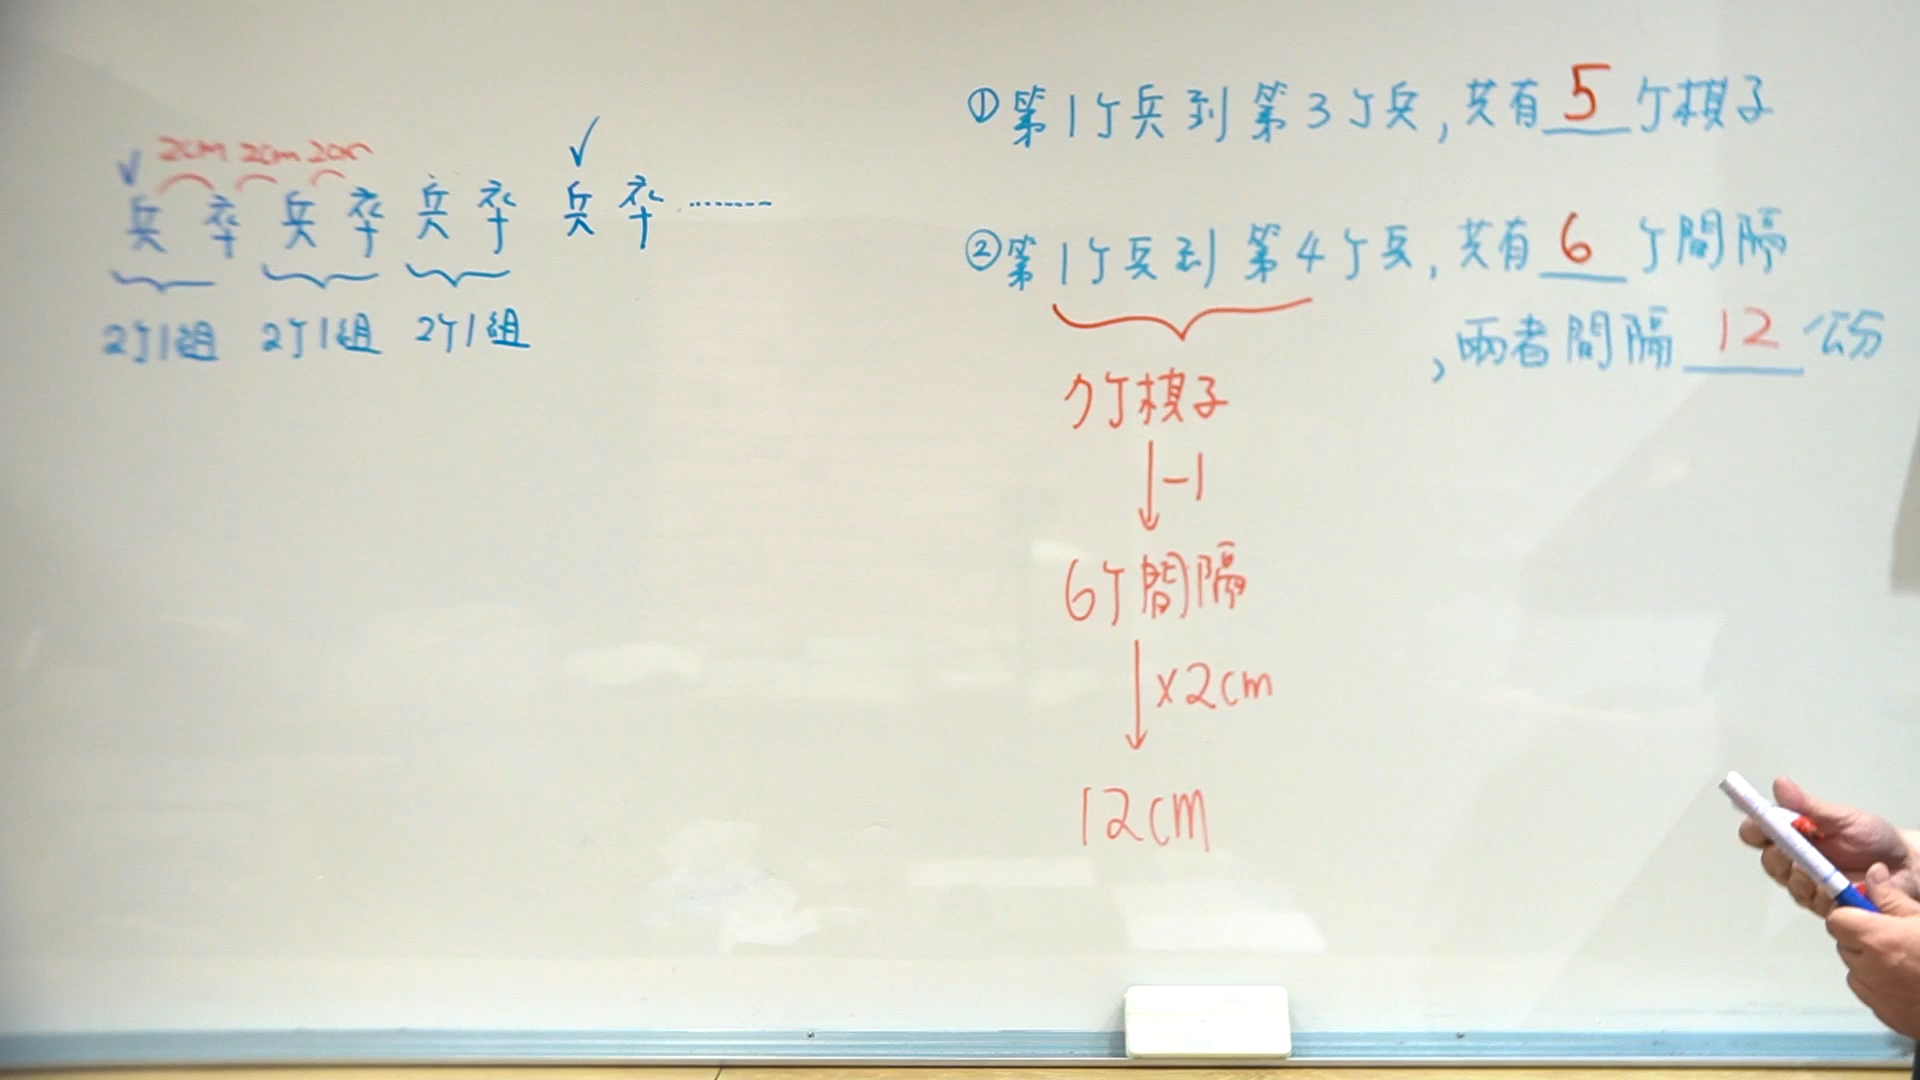 2cm 2cm 2cm
✓ ✓
兵 卒 兵 卒 兵 卒 兵 卒 ………
2个1組 2个1組 2个1組
①第1个兵到第3个兵,共有5个棋子
②第1个兵到第4个兵,共有6个間隔
,兩者間隔12公分
7个棋子
-1
6个間隔
×2cm
12cm